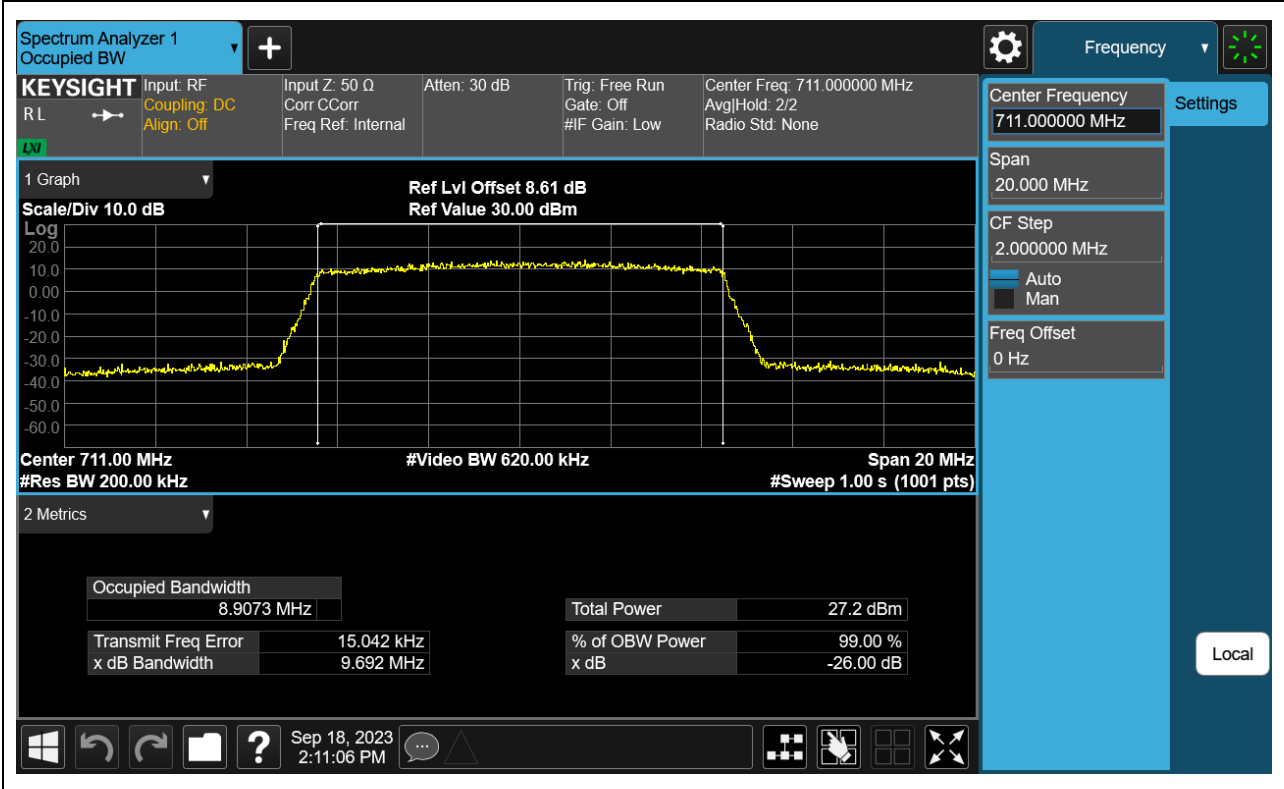 Spectrum Analyzer 1
Occupied BW
▼
+
Frequency
▼
KEYSIGHT
RL
LXI
Input: RF
Coupling: DC
Align: Off
Input Z: 50 Ω
Corr CCorr
Freq Ref: Internal
Atten: 30 dB
Trig: Free Run
Gate: Off
#IF Gain: Low
Center Freq: 711.000000 MHz
Avg|Hold: 2/2
Radio Std: None
1 Graph
▼
Scale/Div 10.0 dB
Ref Lvl Offset 8.61 dB
Ref Value 30.00 dBm
Log
20.0
10.0
0.00
-10.0
-20.0
-30.0
-40.0
-50.0
-60.0
Center 711.00 MHz
#Video BW 620.00 kHz
Span 20 MHz
#Res BW 200.00 kHz
#Sweep 1.00 s (1001 pts)
2 Metrics
▼
Occupied Bandwidth
8.9073 MHz
Total Power 27.2 dBm
Transmit Freq Error 15.042 kHz
% of OBW Power 99.00 %
x dB Bandwidth 9.692 MHz
x dB -26.00 dB
Center Frequency
711.000000 MHz
Settings
Span
20.000 MHz
CF Step
2.000000 MHz
Auto
Man
Freq Offset
0 Hz
Local
?
Sep 18, 2023
2:11:06 PM